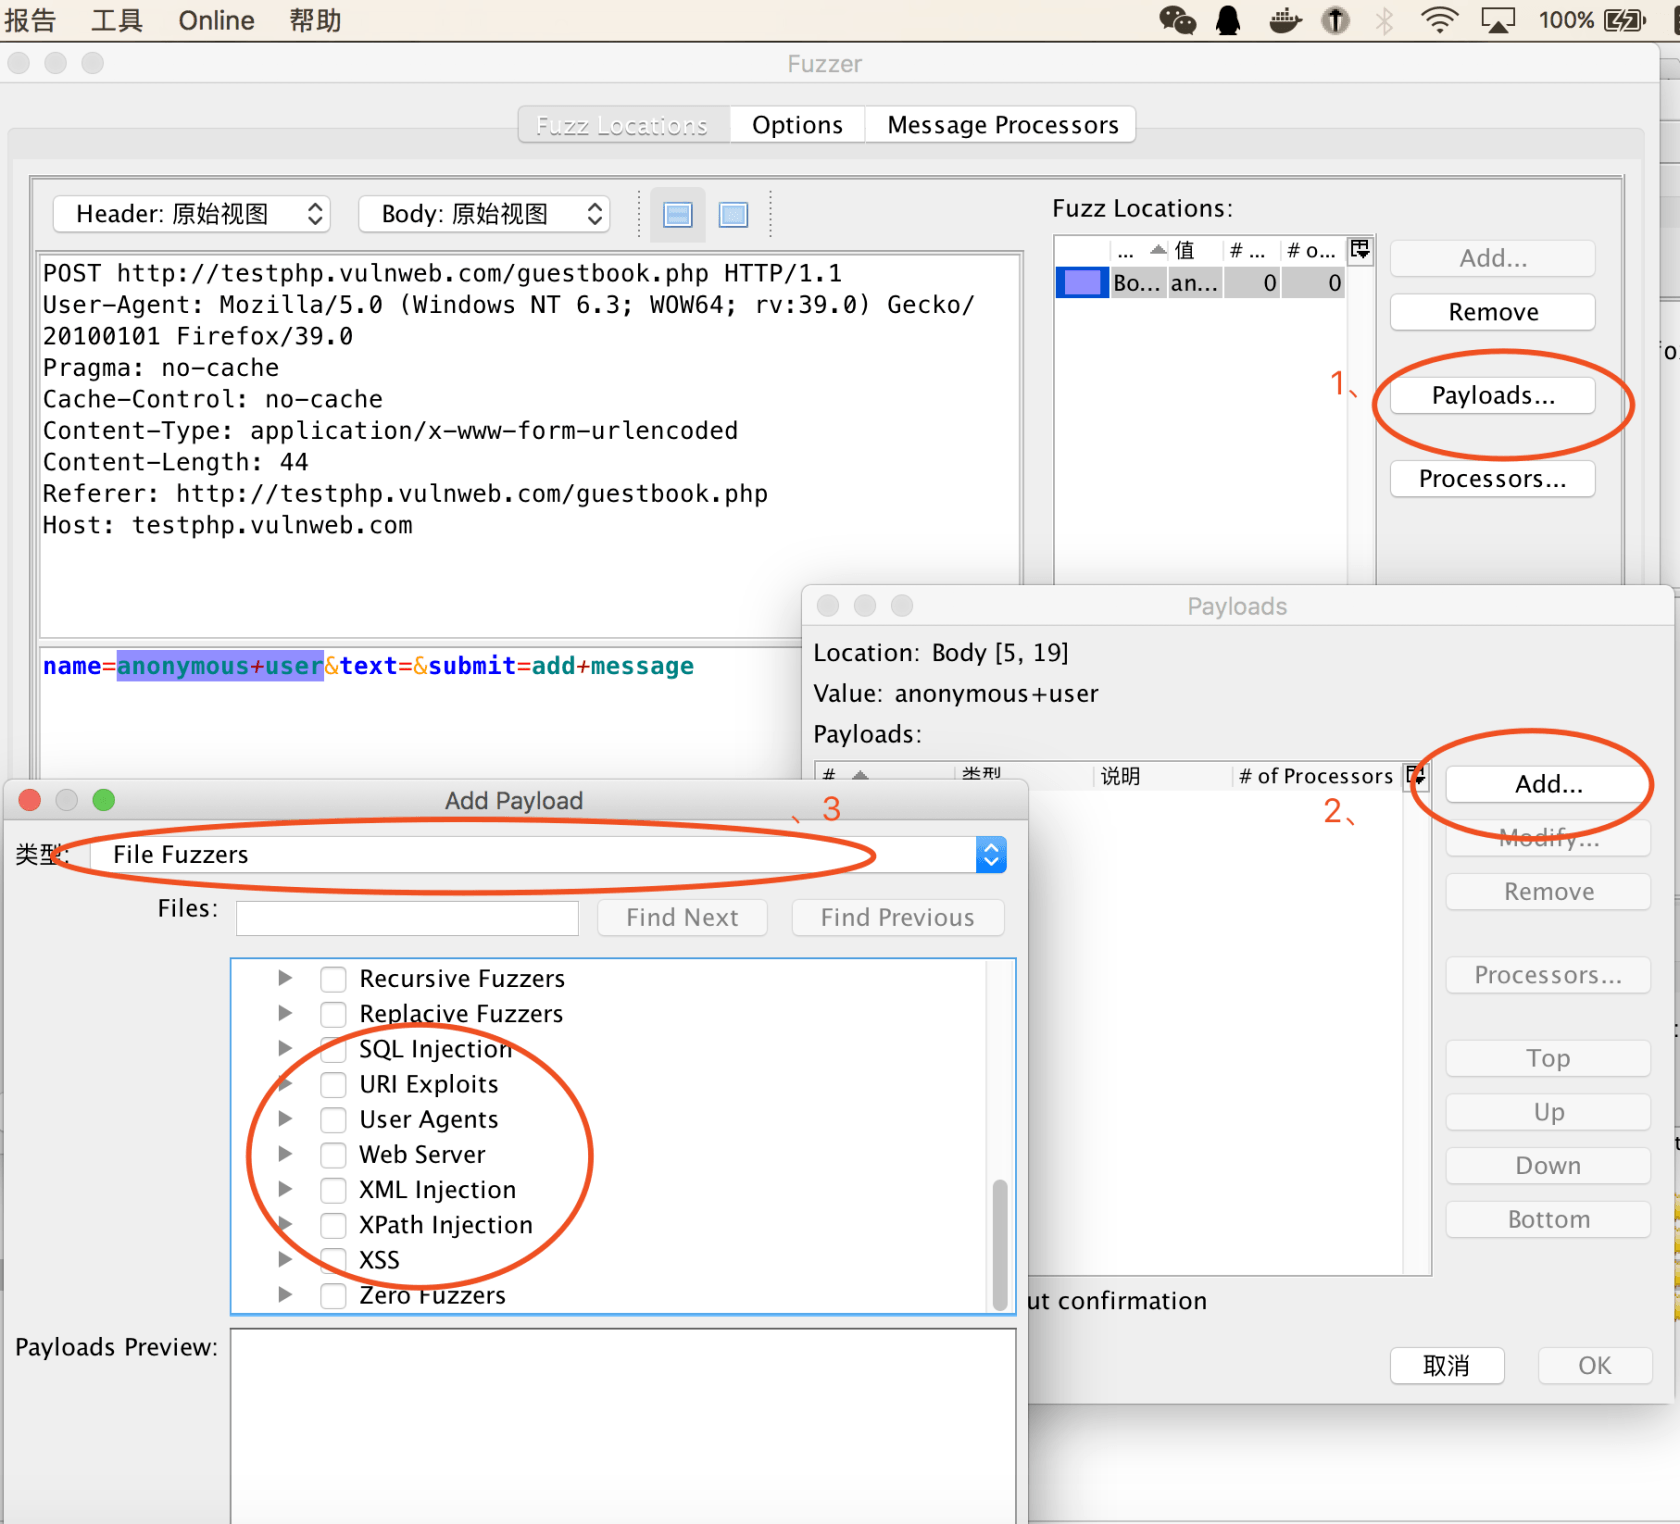 报告 工具 Online 帮助 100%
Fuzzer
Fuzz Locations Options Message Processors
Header: 原始视图 Body: 原始视图
POST http://testphp.vulnweb.com/guestbook.php HTTP/1.1
User-Agent: Mozilla/5.0 (Windows NT 6.3; WOW64; rv:39.0) Gecko/
20100101 Firefox/39.0
Pragma: no-cache
Cache-Control: no-cache
Content-Type: application/x-www-form-urlencoded
Content-Length: 44
Referer: http://testphp.vulnweb.com/guestbook.php
Host: testphp.vulnweb.com
name=anonymous+user&text=&submit=add+message
Fuzz Locations:
... 值 # ... # o...
Bo... an... 0 0
Add...
Remove
1、
Payloads...
Processors...
Payloads
Location: Body [5, 19]
Value: anonymous+user
Payloads:
# 类型 说明 # of Processors
2、
Add...
Modify...
Remove
Processors...
Top
Up
Down
Bottom
ut confirmation
取消 OK
Add Payload
、3
类型: File Fuzzers
Files: Find Next Find Previous
Recursive Fuzzers
Replacive Fuzzers
SQL Injection
URI Exploits
User Agents
Web Server
XML Injection
XPath Injection
XSS
Zero Fuzzers
Payloads Preview: